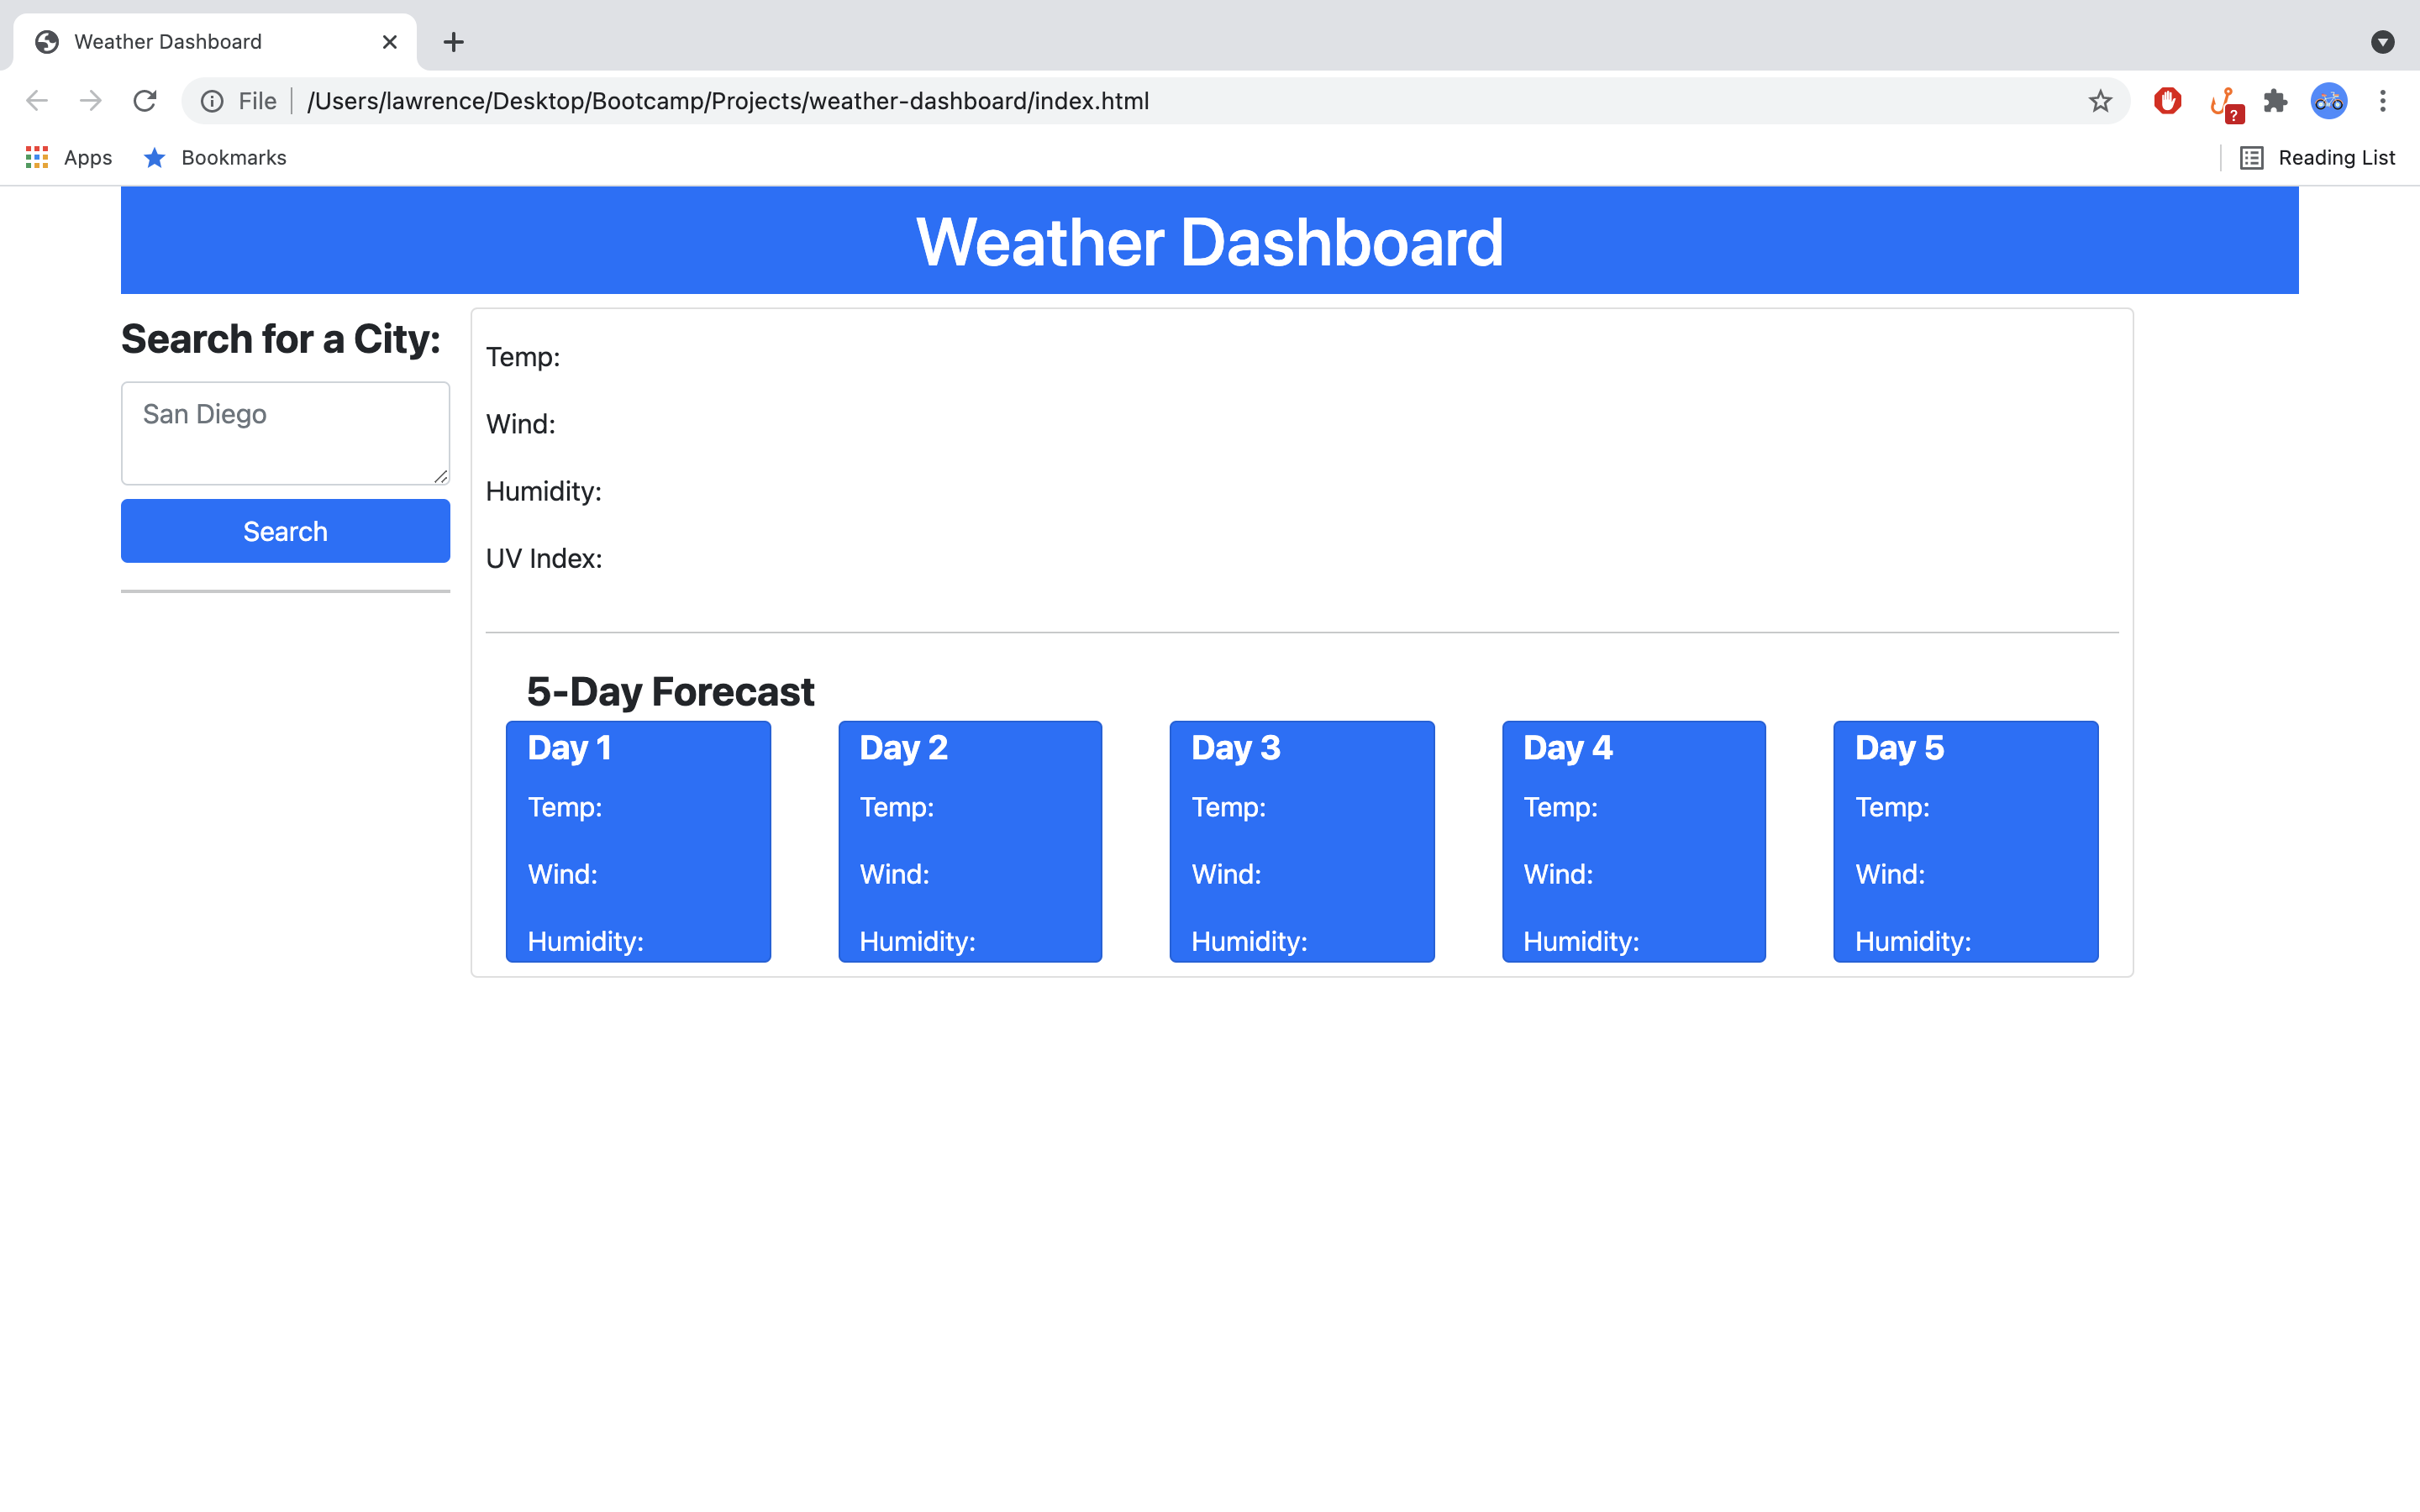 Weather Dashboard
File /Users/lawrence/Desktop/Bootcamp/Projects/weather-dashboard/index.html
?
Apps Bookmarks Reading List
Weather Dashboard
Search for a City:
San Diego
Search
Temp:
Wind:
Humidity:
UV Index:
5-Day Forecast
Day 1
Temp:
Wind:
Humidity:
Day 2
Temp:
Wind:
Humidity:
Day 3
Temp:
Wind:
Humidity:
Day 4
Temp:
Wind:
Humidity:
Day 5
Temp:
Wind:
Humidity: